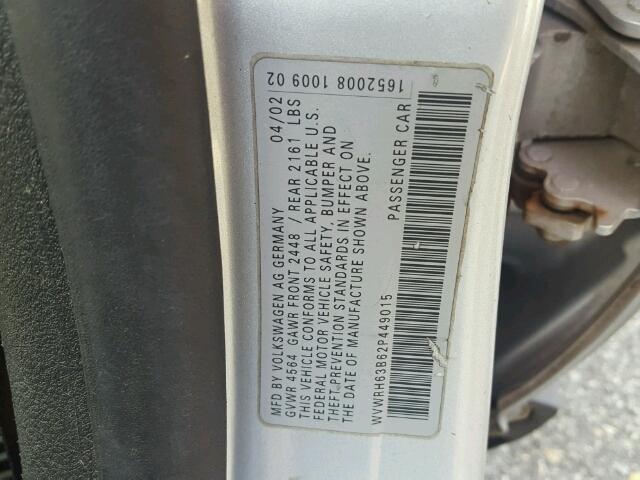 1652008 1009 02
MFD BY VOLKSWAGEN AG GERMANY 04/02
GVWR 4564 GAWR FRONT 2448 / REAR 2161 LBS
THIS VEHICLE CONFORMS TO ALL APPLICABLE U.S.
FEDERAL MOTOR VEHICLE SAFETY, BUMPER AND
THEFT PREVENTION STANDARDS IN EFFECT ON
THE DATE OF MANUFACTURE SHOWN ABOVE.
WVWRH63B62P449015 PASSENGER CAR